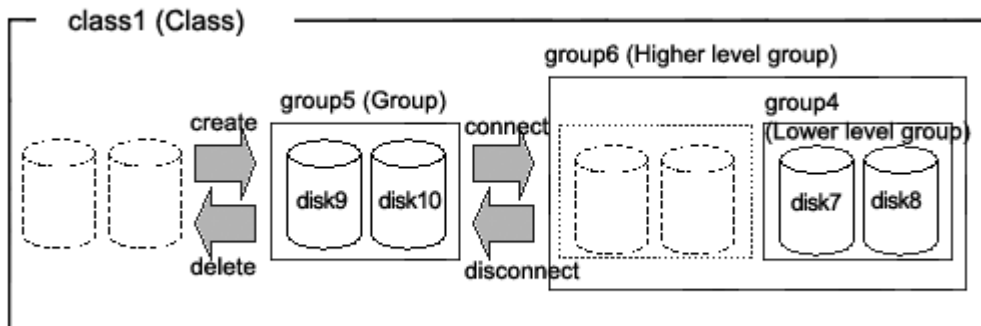 class1 (Class)
group6 (Higher level group)
group5 (Group)
group4
(Lower level group)
create
connect
disk9
disk10
disk7
disk8
delete
disconnect